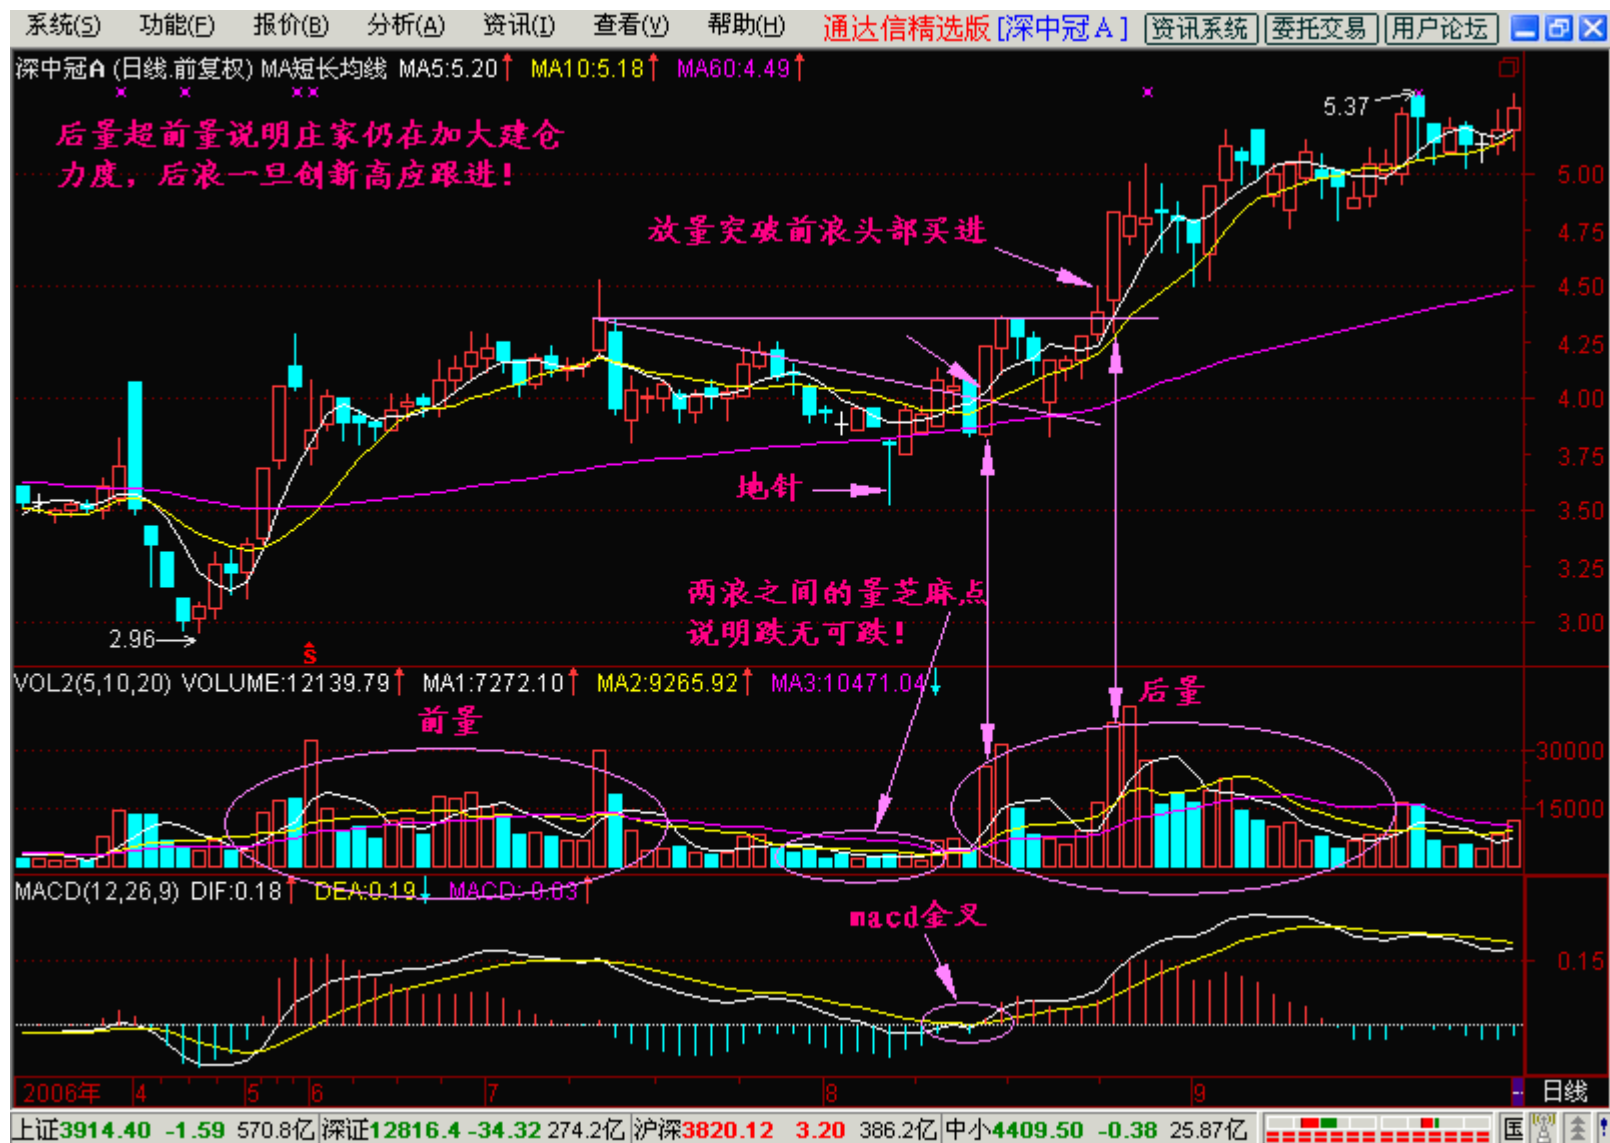 系统(S) 功能(F) 报价(B) 分析(A) 资讯(I) 查看(V) 帮助(H) 通达信精选版 [深中冠A] 资讯系统 委托交易 用户论坛
深中冠A (日线.前复权) MA短长均线 MA5:5.20↑ MA10:5.18↑ MA60:4.49↑
后量超前量说明庄家仍在加大建仓
力度，后浪一旦创新高应跟进！
5.37
5.00
放量突破前浪头部买进
4.75
4.50
4.25
4.00
3.75
地针
3.50
3.25
两浪之间的量芝麻点
说明跌无可跌！
3.00
2.96
S
VOL2(5,10,20) VOLUME:12139.79↑ MA1:7272.10↑ MA2:9265.92↑ MA3:10471.04↓
前量
后量
30000
15000
MACD(12,26,9) DIF:0.18↑ DEA:0.19↓ MACD:-0.03↑
macd金叉
0.15
2006年 4 5 6 7 8 9 日线
上证3914.40 -1.59 570.8亿 深证12816.4 -34.32 274.2亿 沪深3820.12 3.20 386.2亿 中小4409.50 -0.38 25.87亿